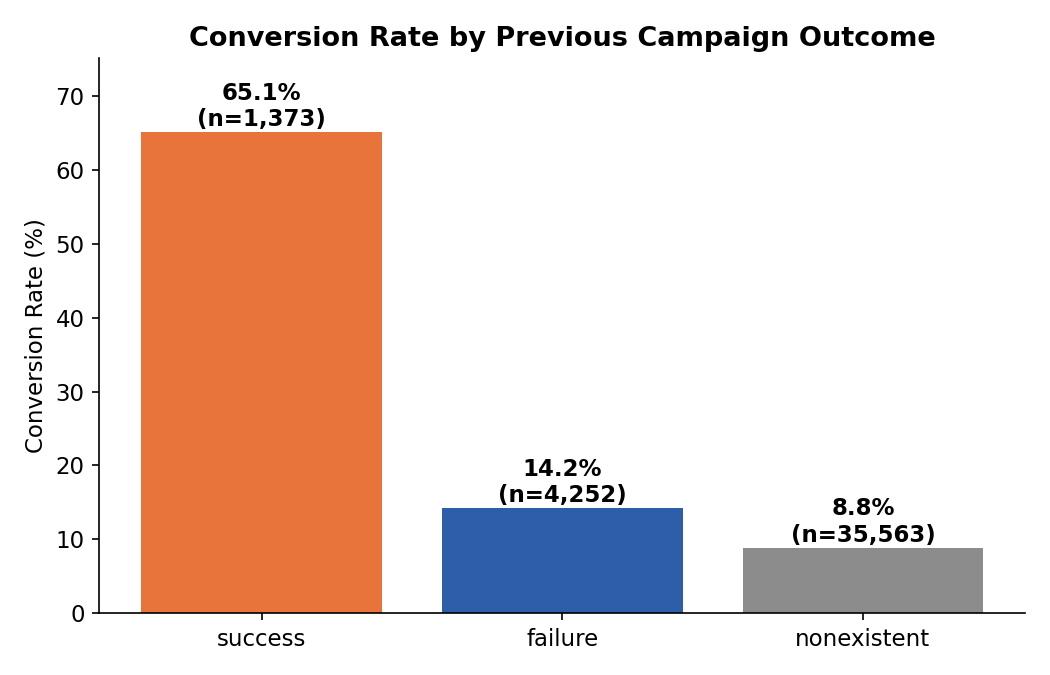 Conversion Rate by Previous Campaign Outcome
Conversion Rate (%)
70
60
50
40
30
20
10
0
65.1%
(n=1,373)
14.2%
(n=4,252)
8.8%
(n=35,563)
success
failure
nonexistent